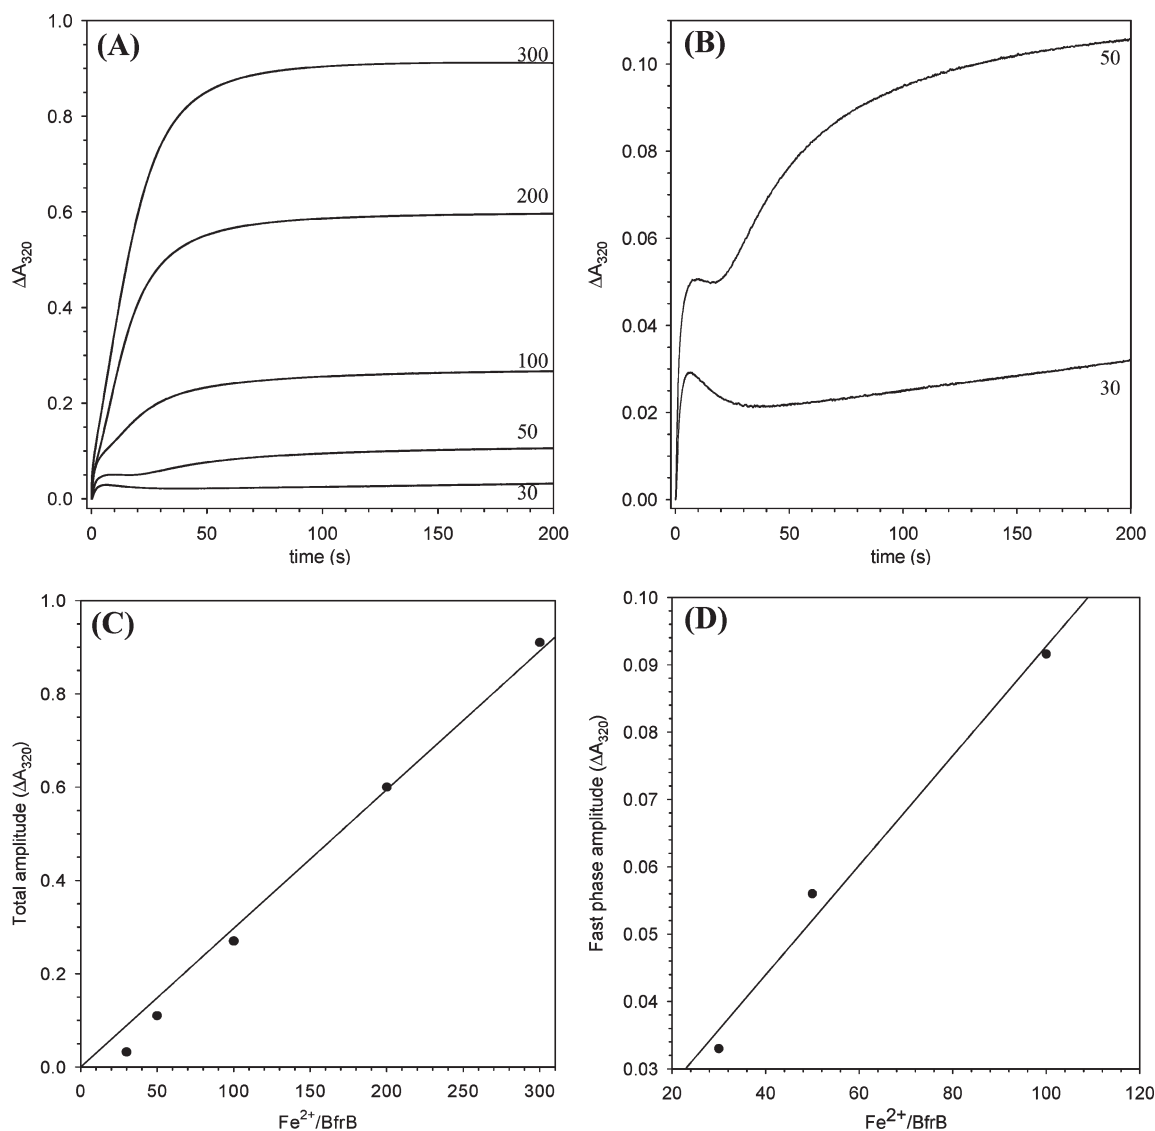 (A)
1.0
0.8
0.6
0.4
0.2
0.0
ΔA320
300
200
100
50
30
0 50 100 150 200
time (s)
(B)
0.10
0.08
0.06
0.04
0.02
0.00
ΔA320
50
30
0 50 100 150 200
time (s)
(C)
1.0
0.8
0.6
0.4
0.2
0.0
Total amplitude (ΔA320)
0 50 100 150 200 250 300
Fe2+/BfrB
(D)
0.10
0.09
0.08
0.07
0.06
0.05
0.04
0.03
Fast phase amplitude (ΔA320)
20 40 60 80 100 120
Fe2+/BfrB